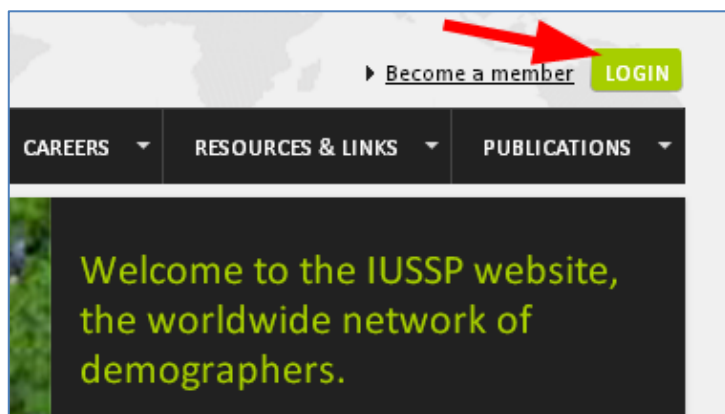 Become a member LOGIN
CAREERS RESOURCES & LINKS PUBLICATIONS
Welcome to the IUSSP website,
the worldwide network of
demographers.